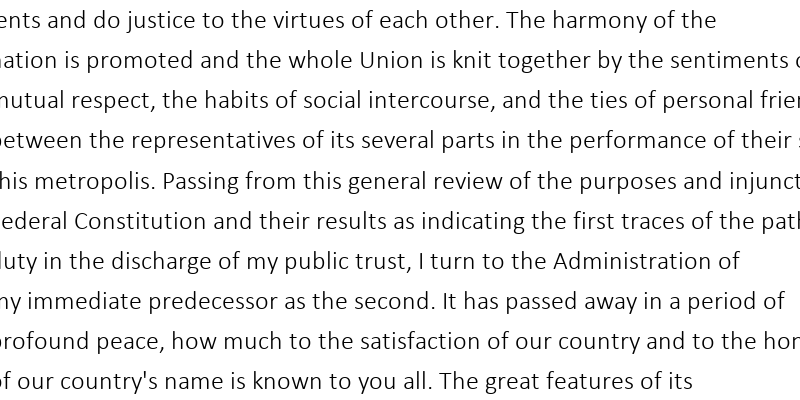 ents and do justice to the virtues of each other. The harmony of the
nation is promoted and the whole Union is knit together by the sentiments o
mutual respect, the habits of social intercourse, and the ties of personal frien
between the representatives of its several parts in the performance of their s
this metropolis. Passing from this general review of the purposes and injunct
ederal Constitution and their results as indicating the first traces of the path
duty in the discharge of my public trust, I turn to the Administration of
my immediate predecessor as the second. It has passed away in a period of
profound peace, how much to the satisfaction of our country and to the hon
of our country's name is known to you all. The great features of its